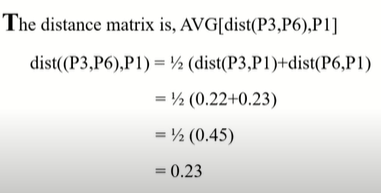 The distance matrix is, AVG[dist(P3,P6),P1]
dist((P3,P6),P1) = ½ (dist(P3,P1)+dist(P6,P1)
= ½ (0.22+0.23)
= ½ (0.45)
= 0.23